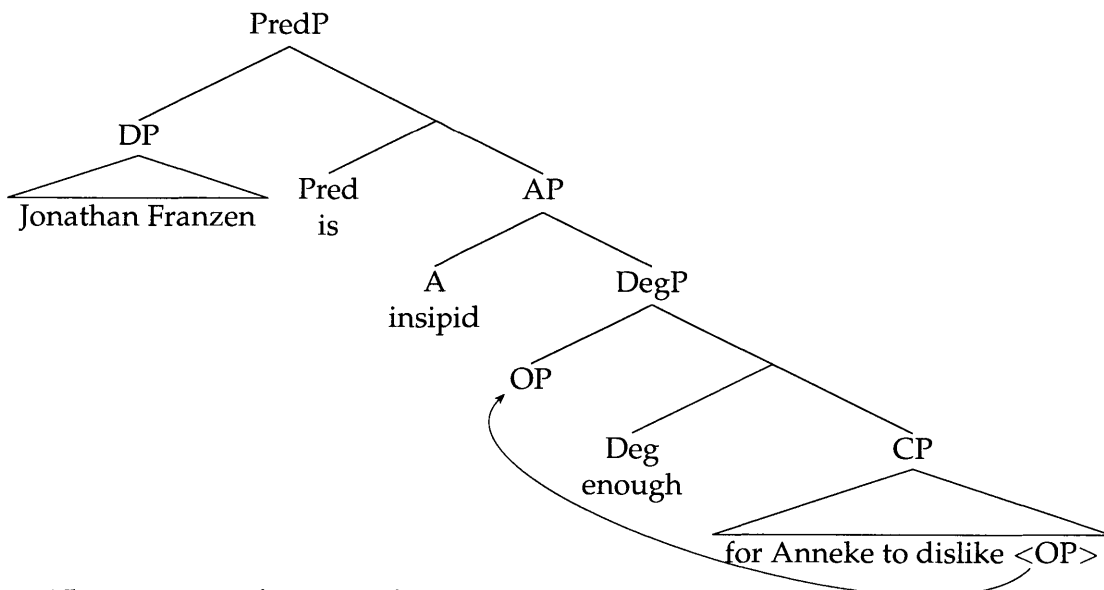 PredP
DP
Jonathan Franzen
Pred
is
AP
A
insipid
DegP
OP
Deg
enough
CP
for Anneke to dislike <OP>